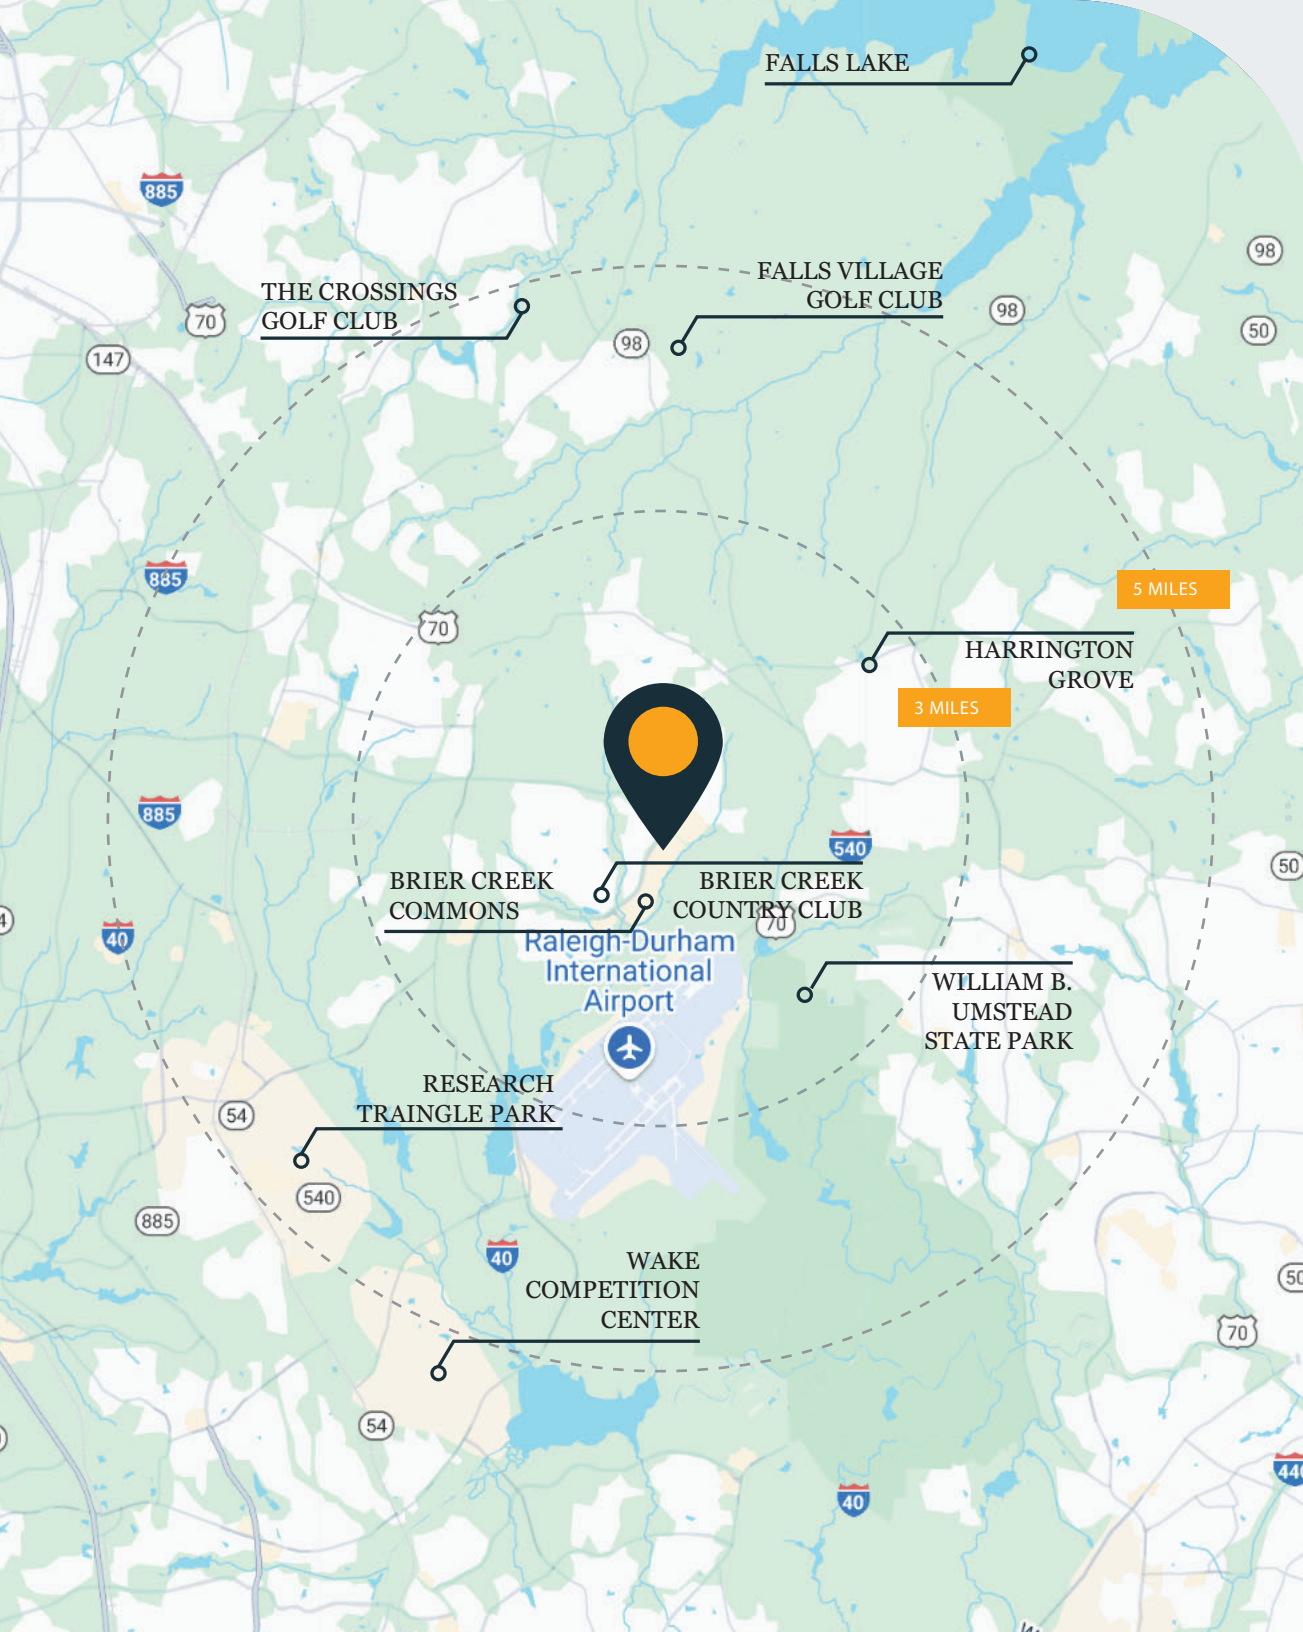 FALLS LAKE
885
98
FALLS VILLAGE
GOLF CLUB
THE CROSSINGS
GOLF CLUB
70
98
50
98
147
885
5 MILES
70
HARRINGTON
GROVE
3 MILES
885
540
50
BRIER CREEK
COMMONS
BRIER CREEK
COUNTRY CLUB
70
4
40
Raleigh-Durham
International
Airport
WILLIAM B.
UMSTEAD
STATE PARK
RESEARCH
TRAINGLE PARK
54
540
885
40
WAKE
COMPETITION
CENTER
50
70
54
440
40